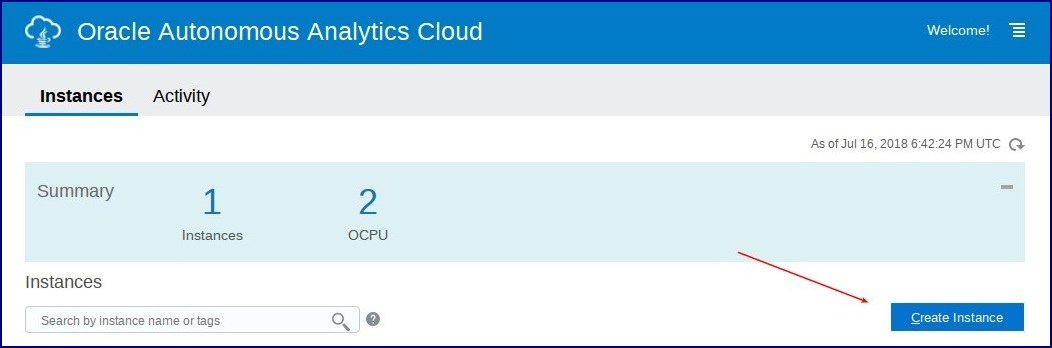 Oracle Autonomous Analytics Cloud
Welcome!
Instances Activity
As of Jul 16, 2018 6:42:24 PM UTC
Summary
1 2
Instances OCPU
Instances
Search by instance name or tags ?
Create Instance